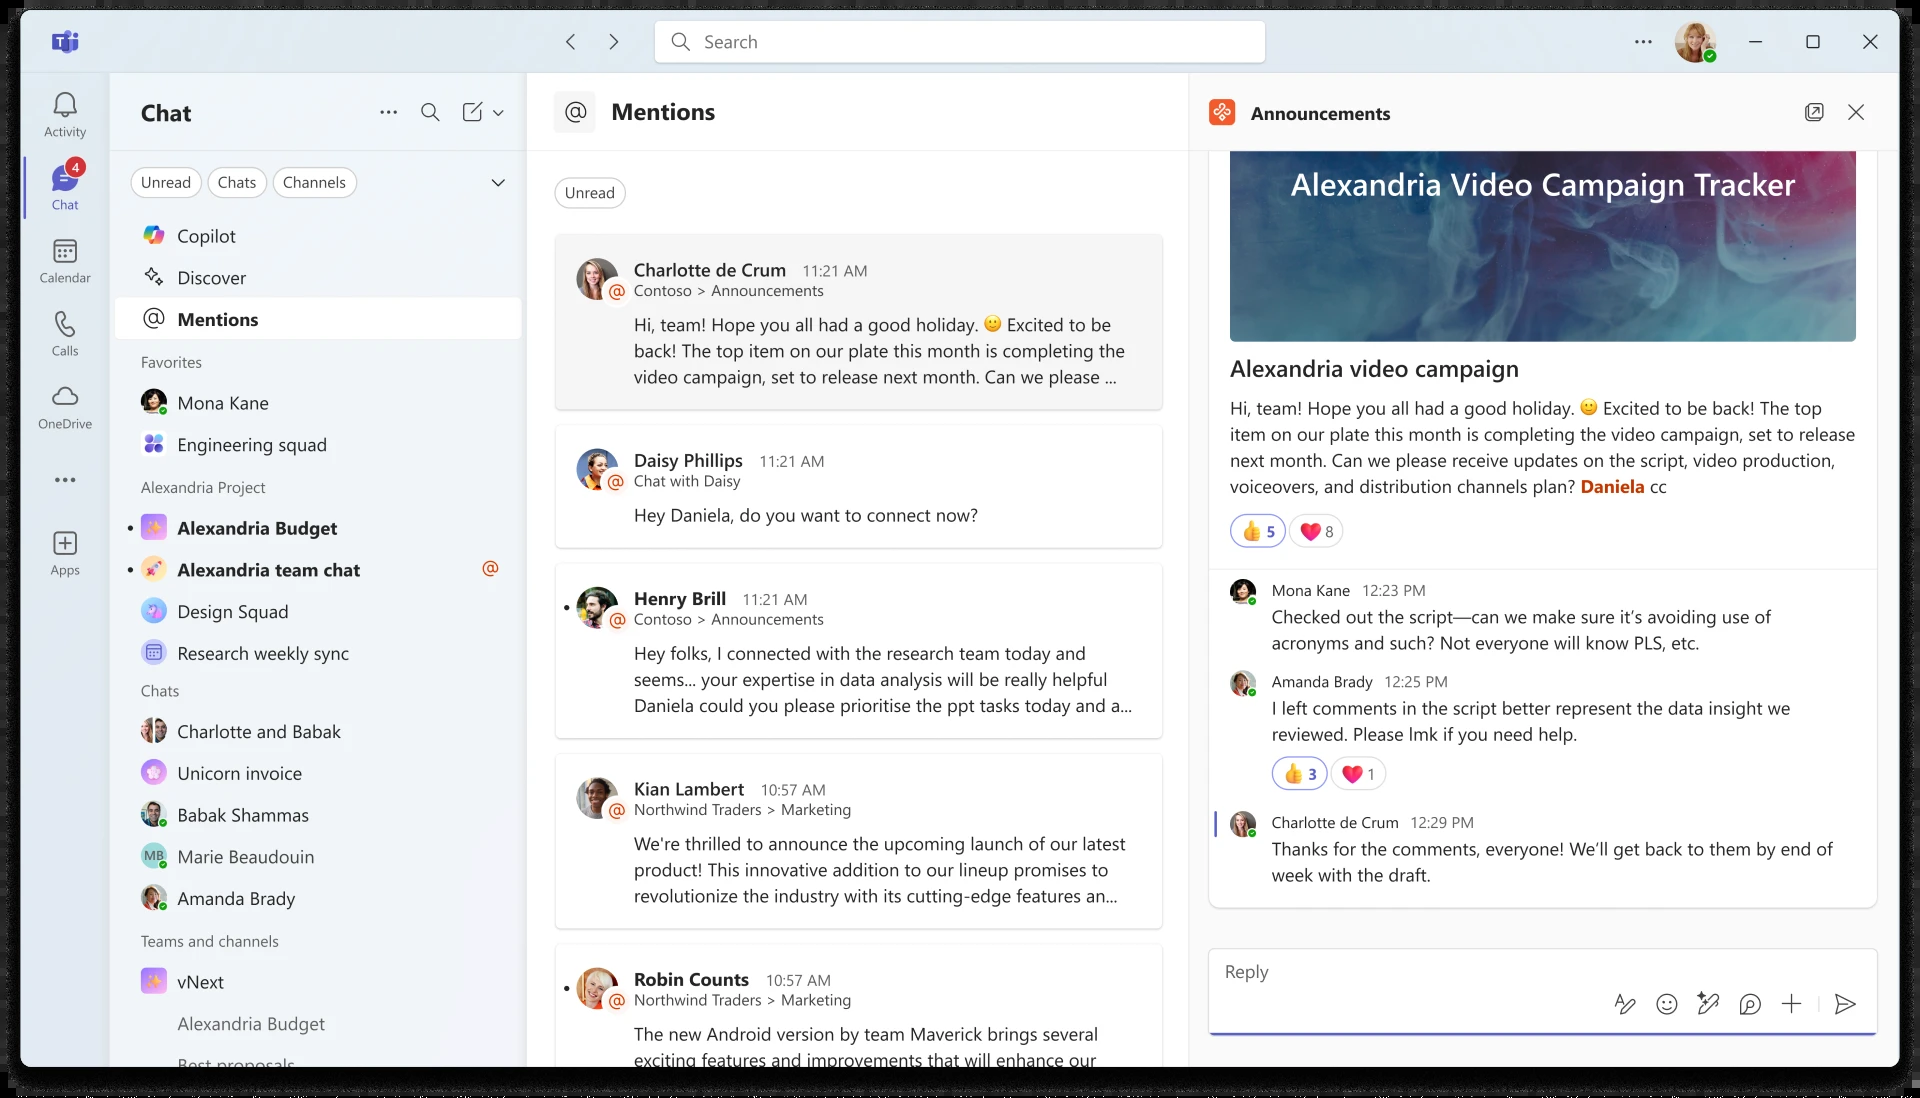 Search
Activity
4
Chat
Calendar
Calls
OneDrive
Apps
Chat
Unread
Chats
Channels
Copilot
Discover
@ Mentions
Favorites
Mona Kane
Engineering squad
Alexandria Project
Alexandria Budget
Alexandria team chat @
Design Squad
Research weekly sync
Chats
Charlotte and Babak
Unicorn invoice
Babak Shammas
MB Marie Beaudouin
Amanda Brady
Teams and channels
vNext
Alexandria Budget
Best proposals
@ Mentions
Unread
Charlotte de Crum 11:21 AM
@ Contoso > Announcements
Hi, team! Hope you all had a good holiday. 🙂 Excited to be
back! The top item on our plate this month is completing the
video campaign, set to release next month. Can we please ...
Daisy Phillips 11:21 AM
@ Chat with Daisy
Hey Daniela, do you want to connect now?
Henry Brill 11:21 AM
@ Contoso > Announcements
Hey folks, I connected with the research team today and
seems... your expertise in data analysis will be really helpful
Daniela could you please prioritise the ppt tasks today and a...
Kian Lambert 10:57 AM
@ Northwind Traders > Marketing
We're thrilled to announce the upcoming launch of our latest
product! This innovative addition to our lineup promises to
revolutionize the industry with its cutting-edge features an...
Robin Counts 10:57 AM
@ Northwind Traders > Marketing
The new Android version by team Maverick brings several
exciting features and improvements that will enhance our
Announcements
Alexandria Video Campaign Tracker
Alexandria video campaign
Hi, team! Hope you all had a good holiday. 🙂 Excited to be back! The top
item on our plate this month is completing the video campaign, set to release
next month. Can we please receive updates on the script, video production,
voiceovers, and distribution channels plan? Daniela cc
👍 5 ❤️ 8
Mona Kane 12:23 PM
Checked out the script—can we make sure it’s avoiding use of
acronyms and such? Not everyone will know PLS, etc.
Amanda Brady 12:25 PM
I left comments in the script better represent the data insight we
reviewed. Please lmk if you need help.
👍 3 ❤️ 1
Charlotte de Crum 12:29 PM
Thanks for the comments, everyone! We’ll get back to them by end of
week with the draft.
Reply